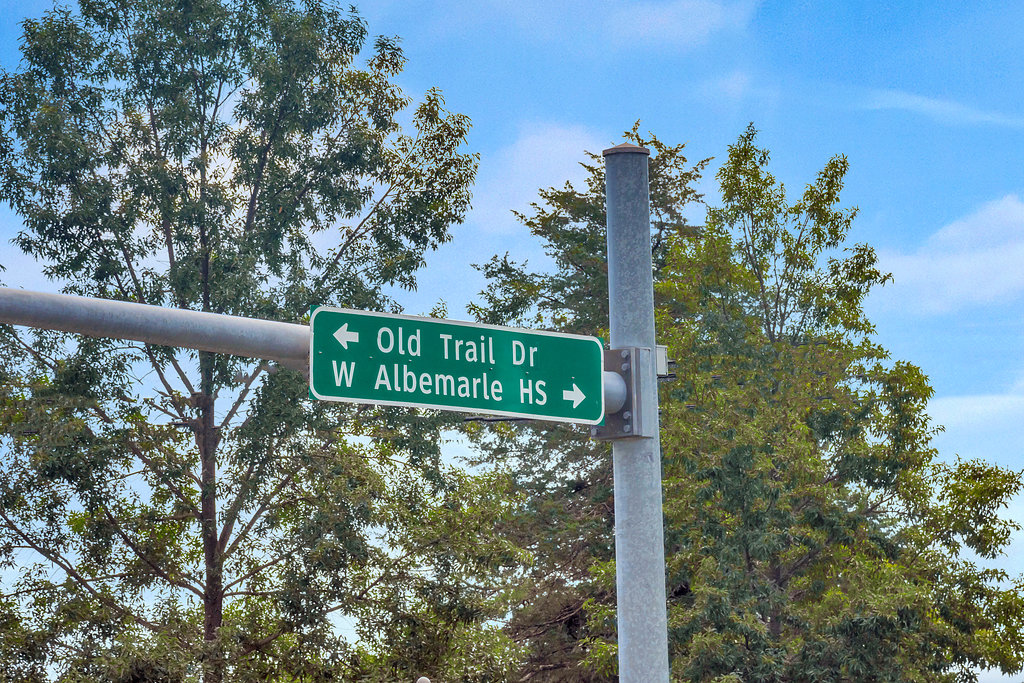 Old Trail Dr
W Albemarle HS